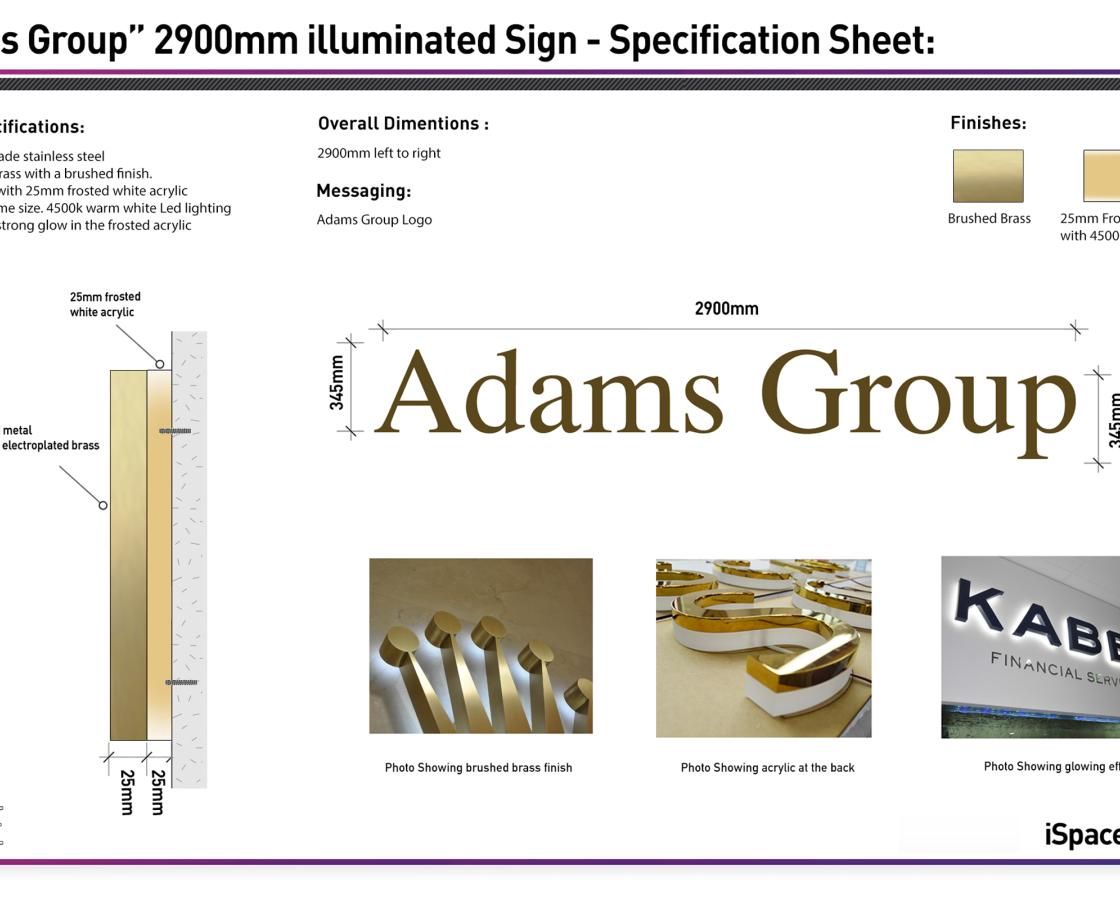 s Group” 2900mm illuminated Sign - Specification Sheet:
ifications:
ade stainless steel
rass with a brushed finish.
with 25mm frosted white acrylic
me size. 4500k warm white Led lighting
strong glow in the frosted acrylic
Overall Dimentions :
2900mm left to right
Messaging:
Adams Group Logo
Finishes:
Brushed Brass
25mm Fro
with 4500
25mm frosted
white acrylic
metal
electroplated brass
25mm
25mm
2900mm
345mm
Adams Group
345mm
KABE
FINANCIAL SERV
Photo Showing brushed brass finish
Photo Showing acrylic at the back
Photo Showing glowing eff
iSpace